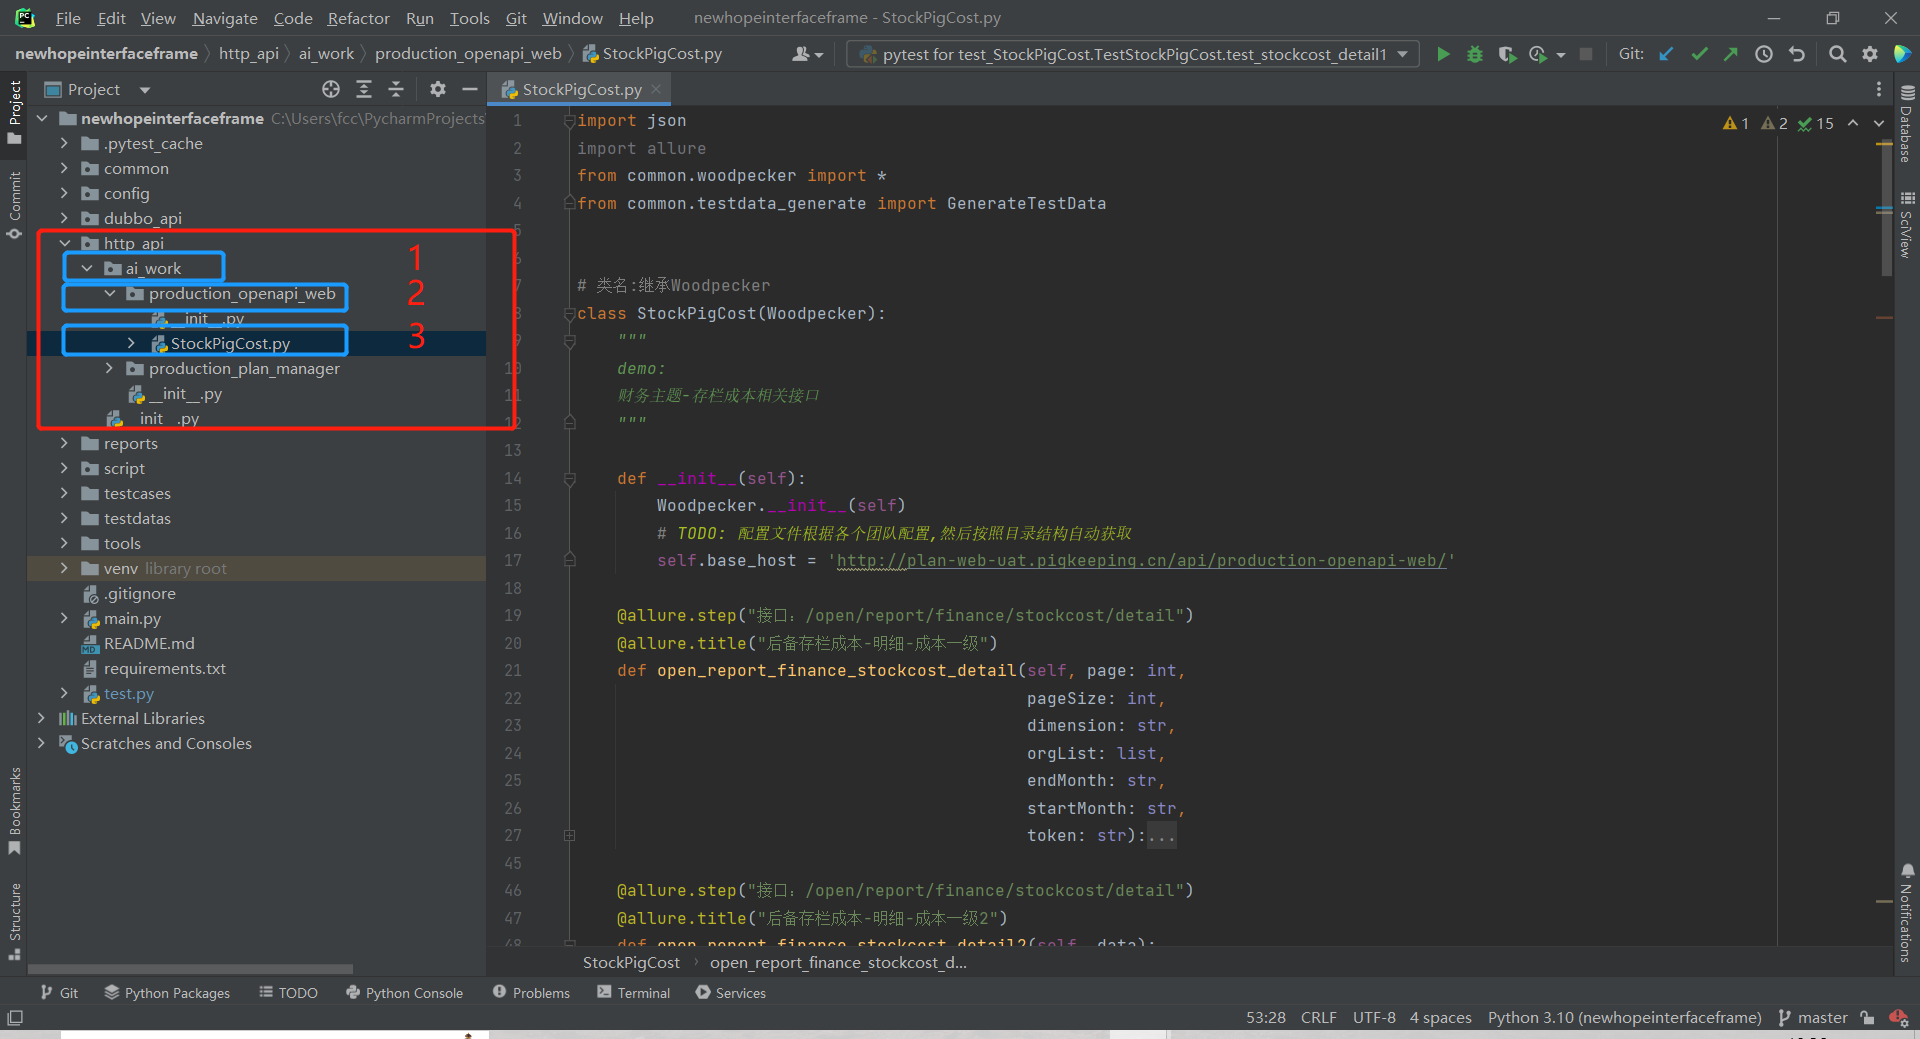 File Edit View Navigate Code Refactor Run Tools Git Window Help newhopeinterfaceframe - StockPigCost.py
newhopeinterfaceframe http_api ai_work production_openapi_web StockPigCost.py pytest for test_StockPigCost.TestStockPigCost.test_stockcost_detail1 Git:
Project
StockPigCost.py
Project
Commit
Bookmarks
Structure
newhopeinterfaceframe C:\Users\fcc\PycharmProjects
.pytest_cache
common
config
dubbo_api
http_api
ai_work 1
production_openapi_web 2
__init__.py
StockPigCost.py 3
production_plan_manager
__init__.py
__init__.py
reports
script
testcases
testdatas
tools
venv library root
.gitignore
main.py
README.md
requirements.txt
test.py
External Libraries
Scratches and Consoles
1 import json
2 import allure
3 from common.woodpecker import *
4 from common.testdata_generate import GenerateTestData
5
6
7 # 类名:继承Woodpecker
8 class StockPigCost(Woodpecker):
9 """
10 demo:
11 财务主题-存栏成本相关接口
12 """
13
14 def __init__(self):
15 Woodpecker.__init__(self)
16 # TODO: 配置文件根据各个团队配置,然后按照目录结构自动获取
17 self.base_host = 'http://plan-web-uat.pigkeeping.cn/api/production-openapi-web/'
18
19 @allure.step("接口：/open/report/finance/stockcost/detail")
20 @allure.title("后备存栏成本-明细-成本一级")
21 def open_report_finance_stockcost_detail(self, page: int,
22 pageSize: int,
23 dimension: str,
24 orgList: list,
25 endMonth: str,
26 startMonth: str,
27 token: str):...
45
46 @allure.step("接口：/open/report/finance/stockcost/detail")
47 @allure.title("后备存栏成本-明细-成本一级2")
48 def open_report_finance_stockcost_detail2(self, data):
1 2 15
Database
SciView
Notifications
StockPigCost open_report_finance_stockcost_d...
Git Python Packages TODO Python Console Problems Terminal Services
53:28 CRLF UTF-8 4 spaces Python 3.10 (newhopeinterfaceframe) master